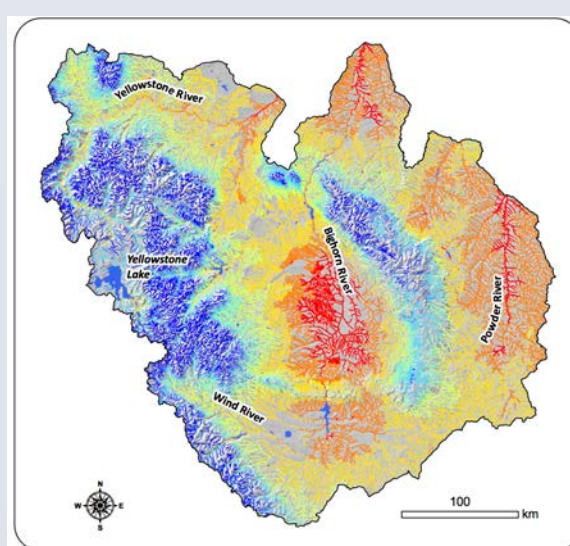 Yellowstone River
Bighorn River
Yellowstone
Lake
Powder River
Wind River
N
W E
S
100
km